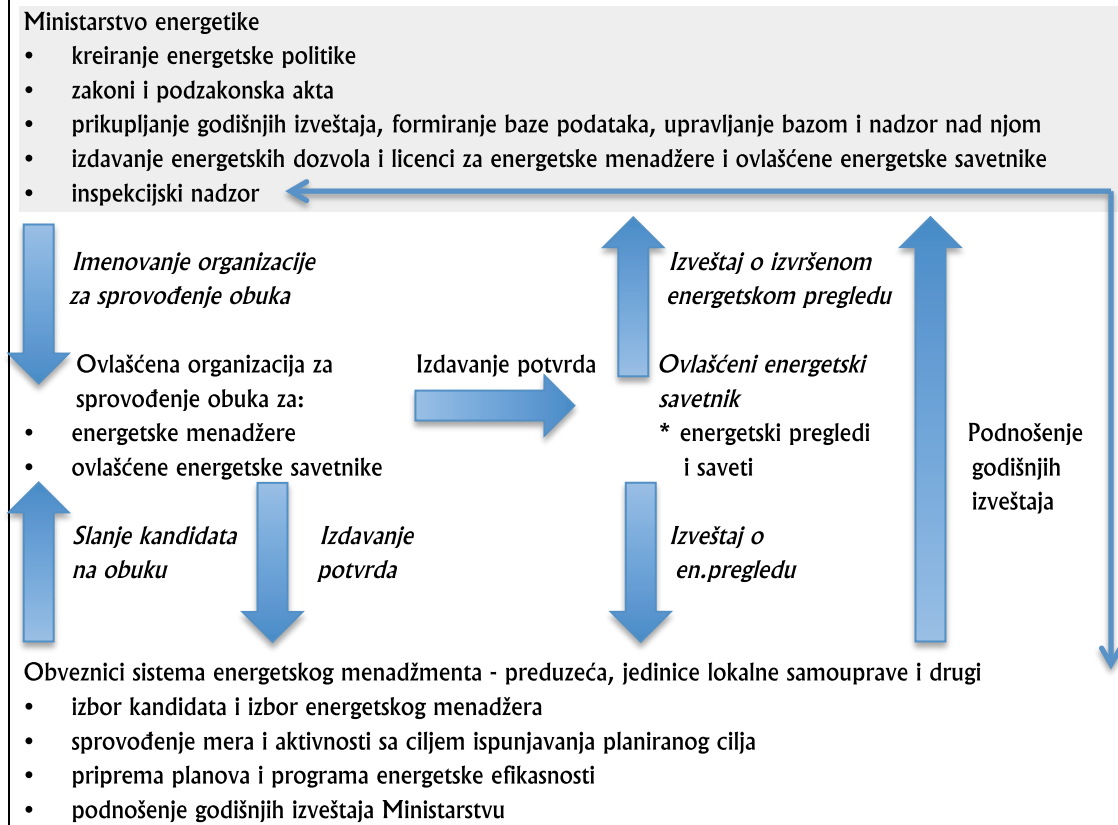 Ministarstvo energetike
• kreiranje energetske politike
• zakoni i podzakonska akta
• prikupljanje godišnjih izveštaja, formiranje baze podataka, upravljanje bazom i nadzor nad njom
• izdavanje energetskih dozvola i licenci za energetske menadžere i ovlašćene energetske savetnike
• inspekcijski nadzor
Imenovanje organizacije
za sprovođenje obuka
Izveštaj o izvršenom
energetskom pregledu
Ovlašćena organizacija za
sprovođenje obuka za:
• energetske menadžere
• ovlašćene energetske savetnike
Izdavanje potvrda
Ovlašćeni energetski
savetnik
* energetski pregledi
i saveti
Podnošenje
godišnjih
izveštaja
Slanje kandidata
na obuku
Izdavanje
potvrda
Izveštaj o
en.pregledu
Obveznici sistema energetskog menadžmenta - preduzeća, jedinice lokalne samouprave i drugi
• izbor kandidata i izbor energetskog menadžera
• sprovođenje mera i aktivnosti sa ciljem ispunjavanja planiranog cilja
• priprema planova i programa energetske efikasnosti
• podnošenje godišnjih izveštaja Ministarstvu